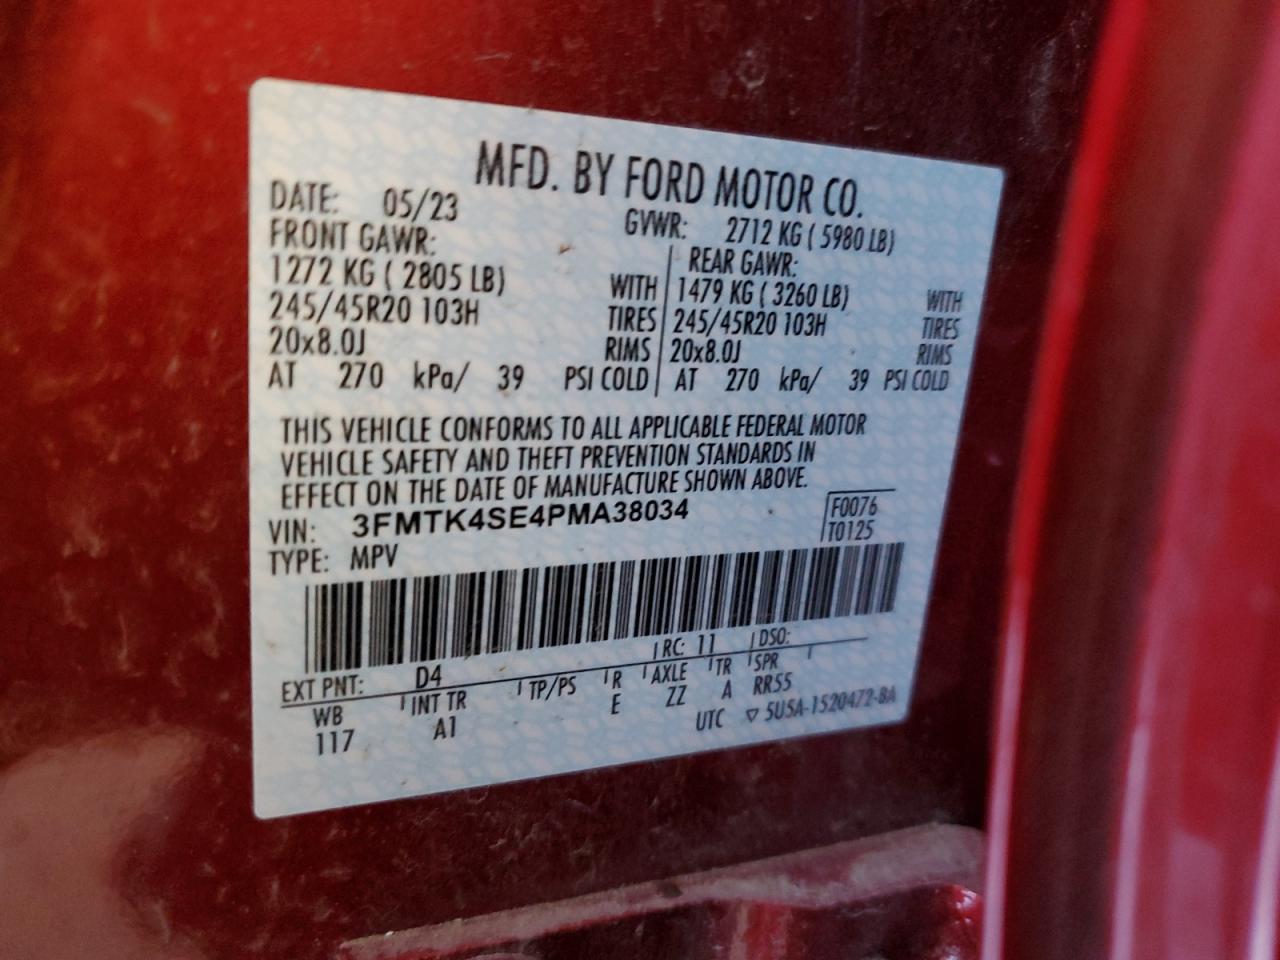 MFD. BY FORD MOTOR CO.
DATE: 05/23 GVWR: 2712 KG ( 5980 LB)
FRONT GAWR: REAR GAWR:
1272 KG ( 2805 LB) WITH 1479 KG ( 3260 LB) WITH
245/45R20 103H TIRES 245/45R20 103H TIRES
20x8.0J RIMS 20x8.0J RIMS
AT 270 kPa/ 39 PSI COLD AT 270 kPa/ 39 PSI COLD
THIS VEHICLE CONFORMS TO ALL APPLICABLE FEDERAL MOTOR
VEHICLE SAFETY AND THEFT PREVENTION STANDARDS IN
EFFECT ON THE DATE OF MANUFACTURE SHOWN ABOVE.
VIN: 3FMTK4SE4PMA38034 F0076
TYPE: MPV T0125
EXT PNT: D4 RC: 11 DSO:
WB INT TR TP/PS R AXLE TR SPR
117 A1 E ZZ A RR55
UTC ▽ 5U5A-1520472-BA